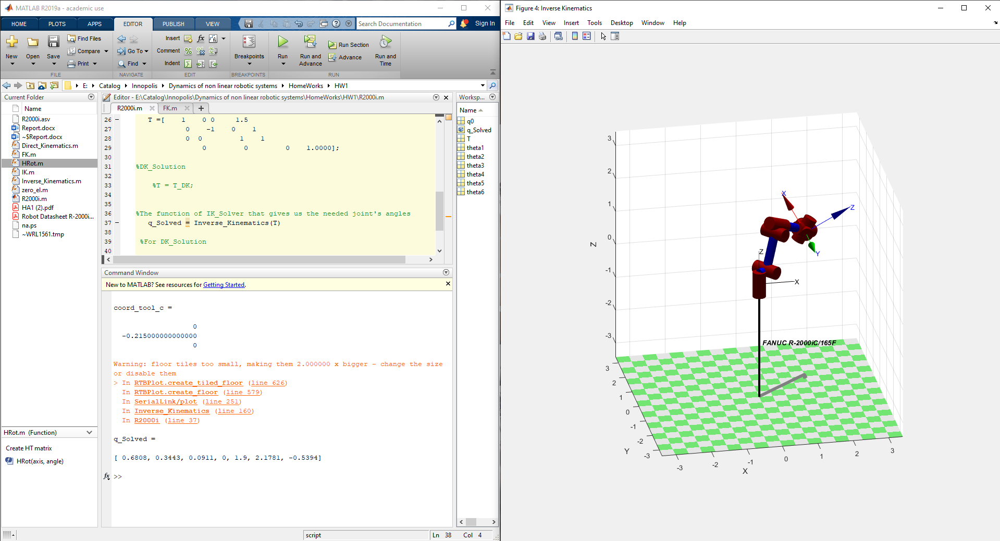 MATLAB R2019a - academic use
HOME PLOTS APPS EDITOR PUBLISH VIEW
Search Documentation
Sign In
New Open Save
Find Files
Compare
Print
FILE
Go To
Find
NAVIGATE
Insert
fx
Comment
Indent
EDIT
Breakpoints
BREAKPOINTS
Run
Run and Advance
Run Section
Advance
Run and Time
RUN
E: Catalog Innopolis Dynamics of non linear robotic systems HomeWorks HW1
Current Folder
Name
R2000i.asv
Report.docx
~$Report.docx
Direct_Kinematics.m
FK.m
HRot.m
IK.m
Inverse_Kinematics.m
zero_el.m
R2000i.m
HA1 (2).pdf
Robot Datasheet R-2000i...
na.ps
~WRL1561.tmp
HRot.m (Function)
Create HT matrix
HRot(axis, angle)
Editor - E:\Catalog\Innopolis\Dynamics of non linear robotic systems\HomeWorks\HW1\R2000i.m
R2000i.m FK.m +
26 – T =[ 1 0 0 1.5
27 0 -1 0 1
28 0 0 1 1
29 0 0 0 1.0000];
30
31 %DK_Solution
32
33 %T = T_DK;
34
35
36 %The function of IK_Solver that gives us the needed joint's angles
37 – q_Solved = Inverse_Kinematics(T)
38
39 %For DK_Solution
40
Command Window
New to MATLAB? See resources for Getting Started.
coord_tool_c =
0
-0.215000000000000
0
Warning: floor tiles too small, making them 2.000000 x bigger - change the size
or disable them
> In RTBPlot.create_tiled_floor (line 626)
In RTBPlot.create_floor (line 579)
In SerialLink/plot (line 251)
In Inverse_Kinematics (line 160)
In R2000i (line 37)
q_Solved =
[ 0.6808, 0.3443, 0.0911, 0, 1.9, 2.1781, -0.5394]
fx >>
Worksp...
Name
q0
q_Solved
T
theta1
theta2
theta3
theta4
theta5
theta6
script
Ln 38 Col 4
Figure 4: Inverse Kinematics
File Edit View Insert Tools Desktop Window Help
3
2
1
0
-1
-2
-3
Z
X
Z
Y
Z
X
FANUC R-2000iC/165F
3
2
1
0
-1
-2
-3
Y
-3
-2
-1
0
1
2
3
X